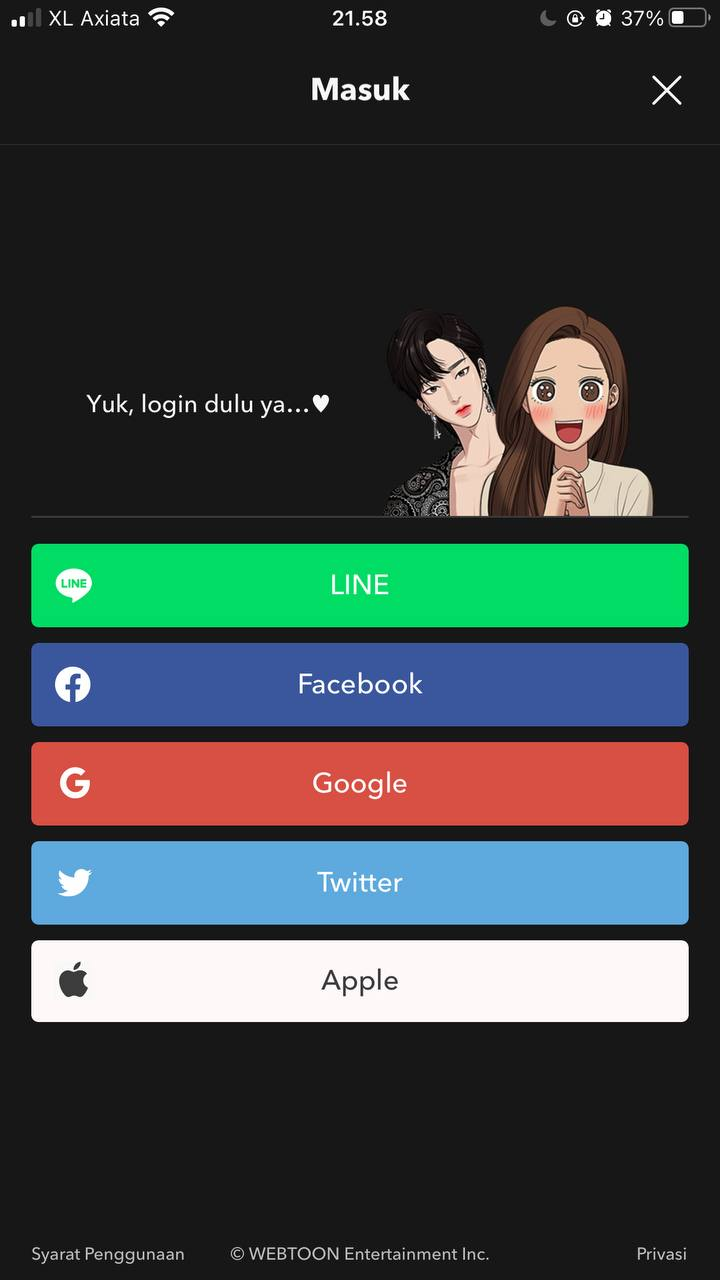 XL Axiata 21.58 37%
Masuk
Yuk, login dulu ya...♥
LINE LINE
Facebook
Google
Twitter
Apple
Syarat Penggunaan © WEBTOON Entertainment Inc. Privasi